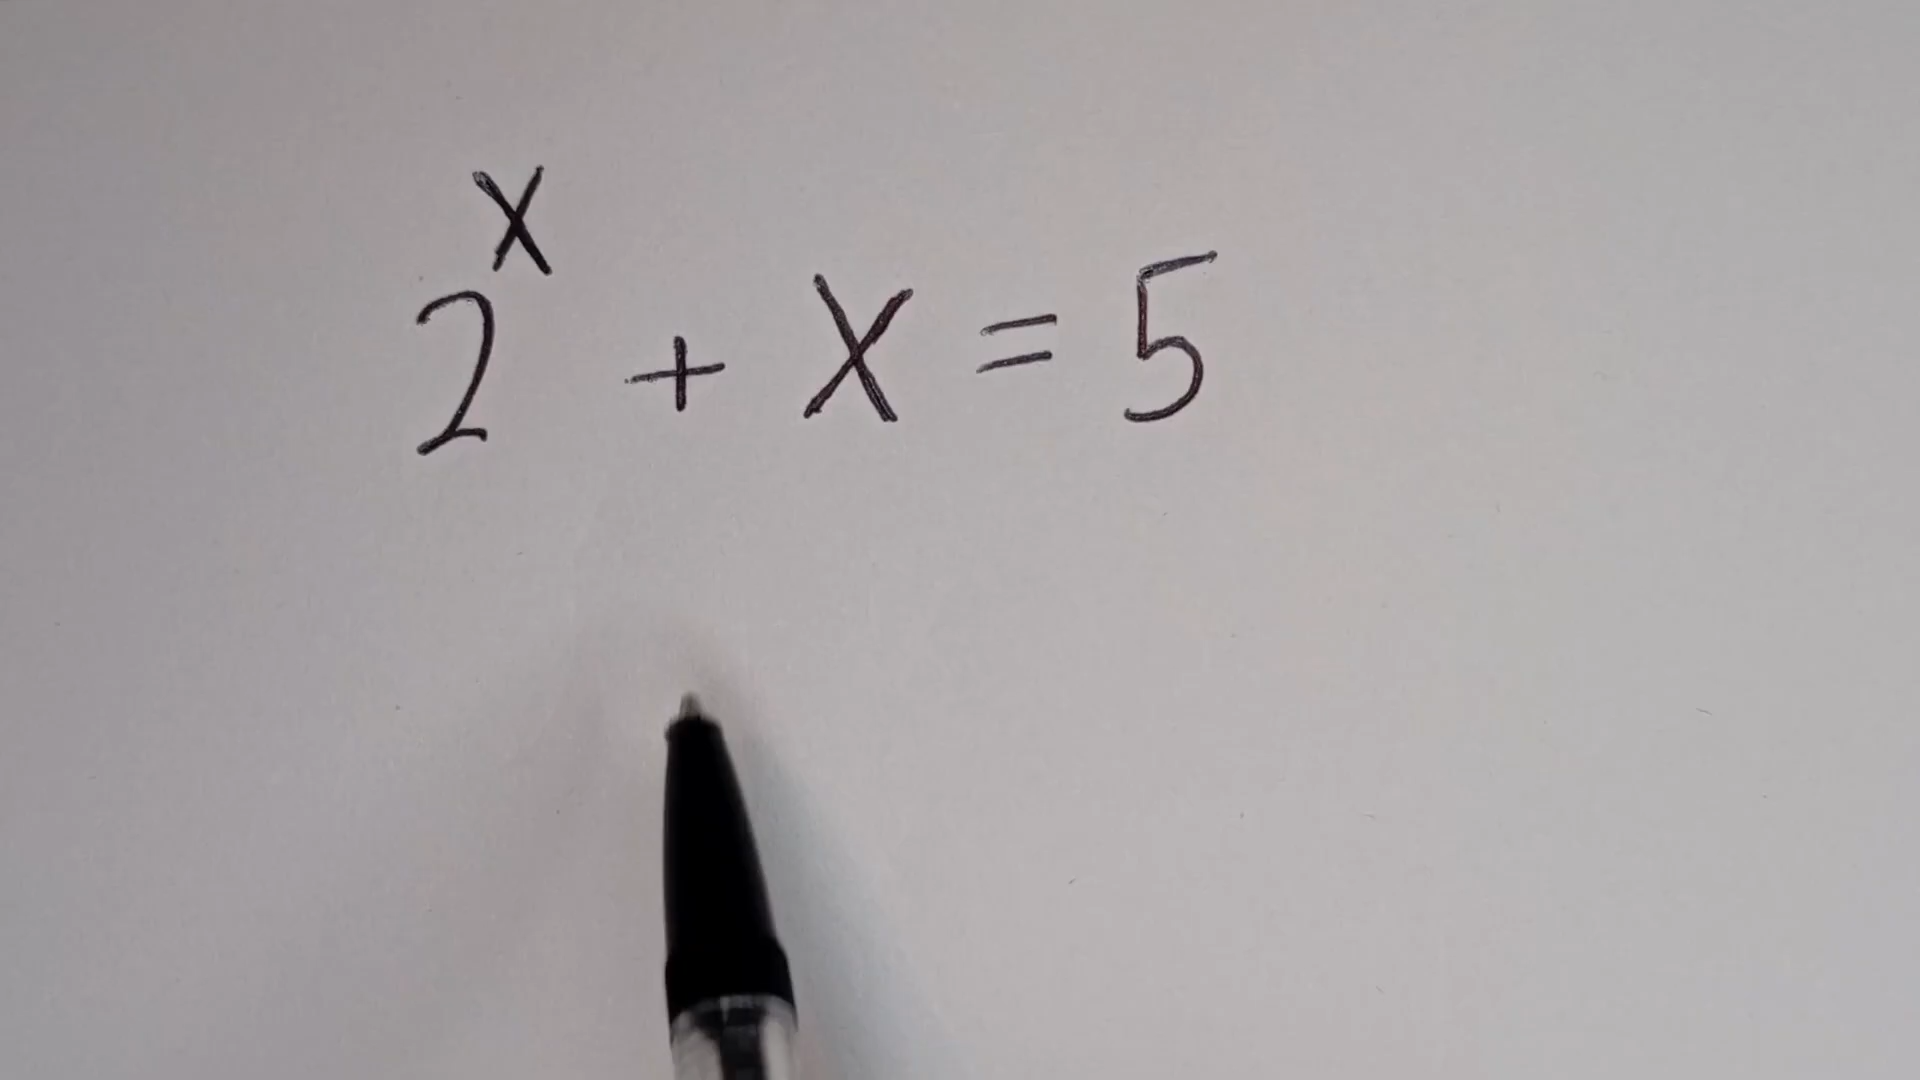 2^x + x = 5